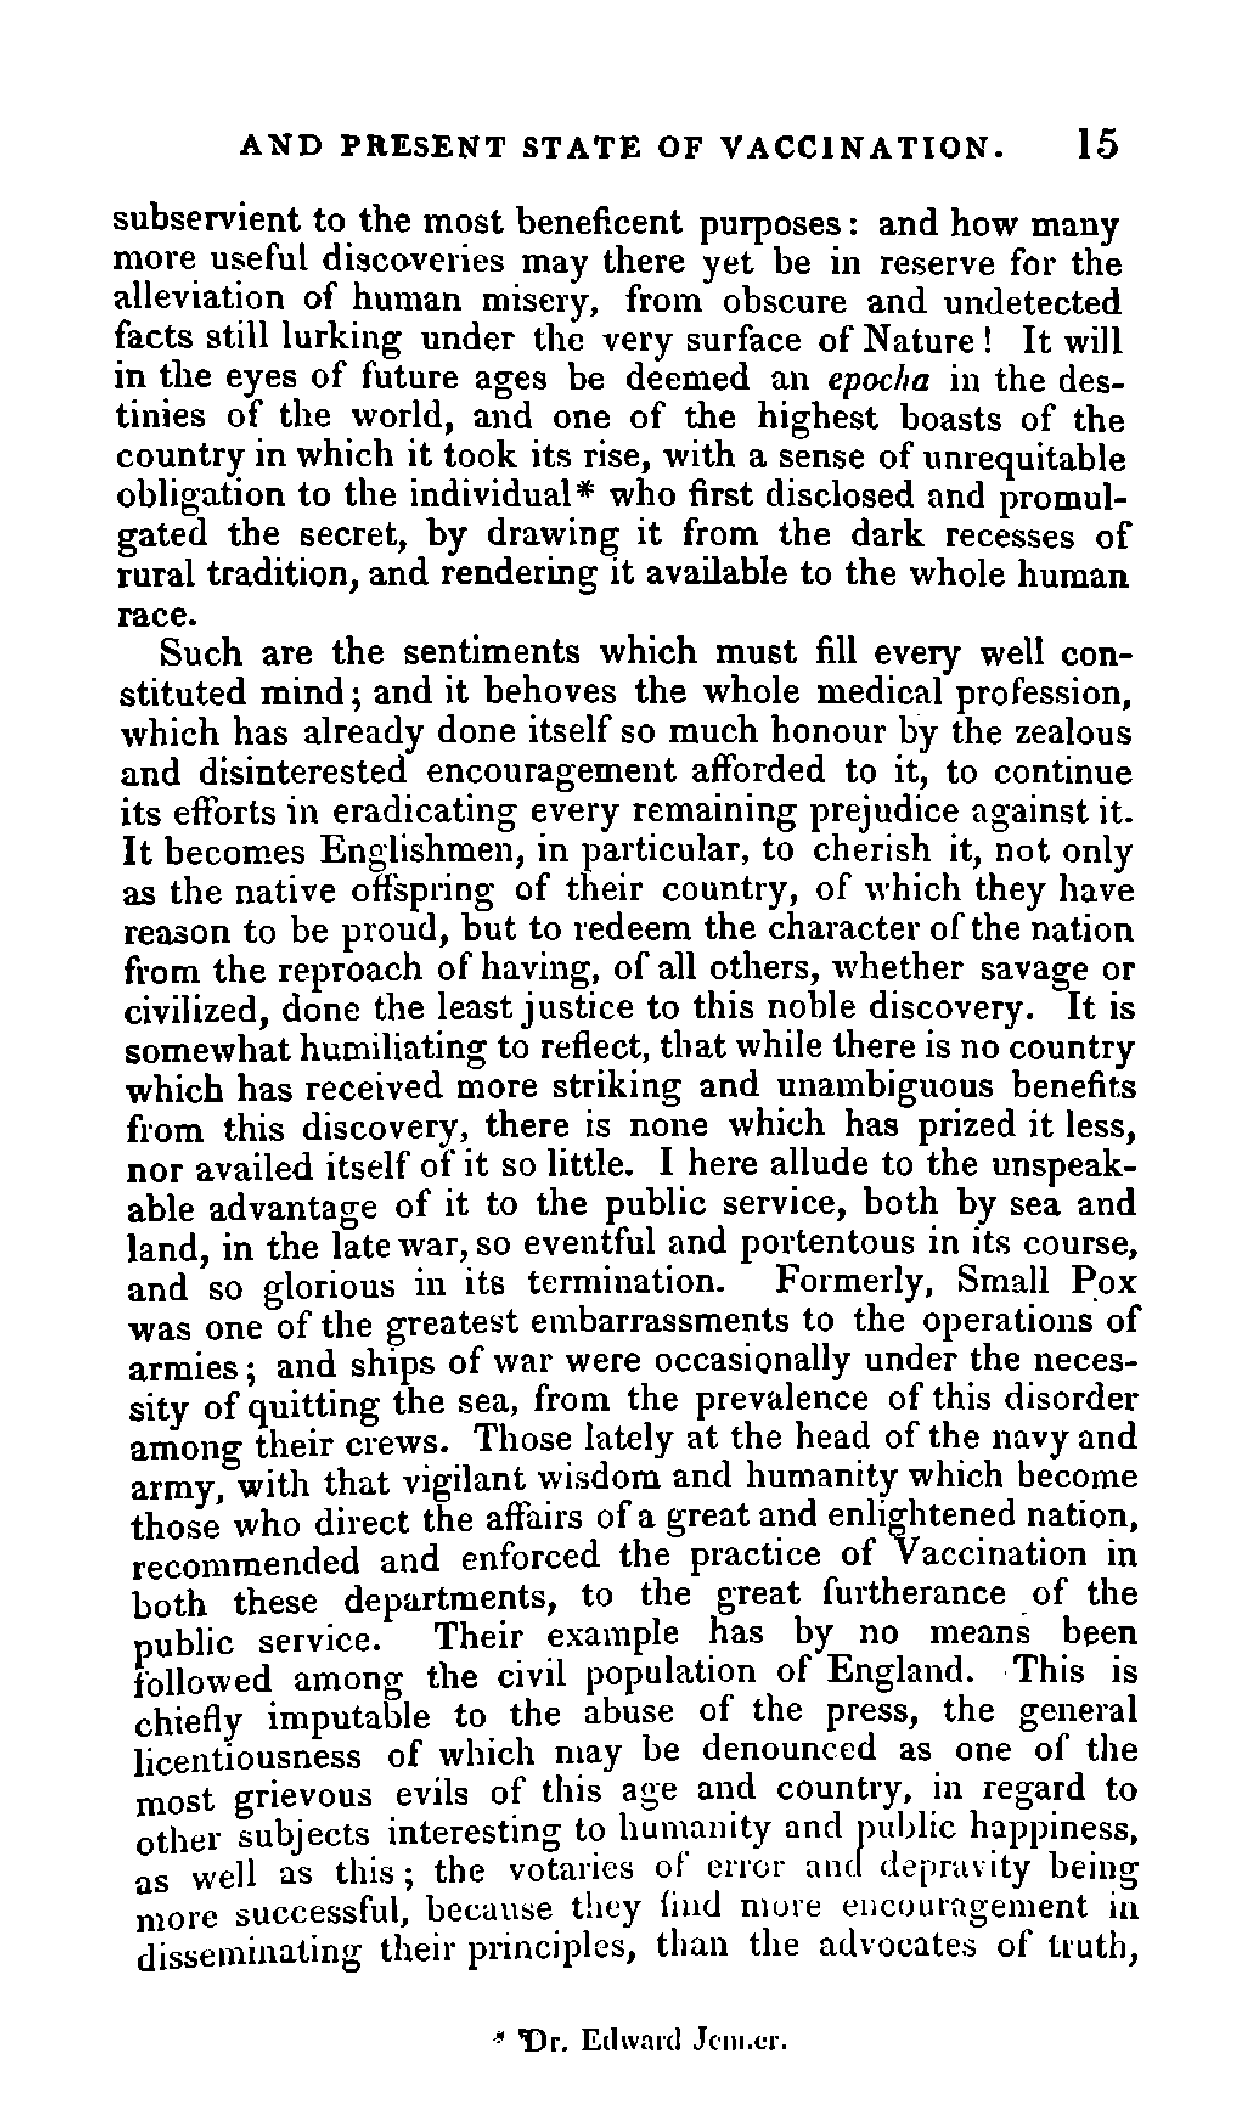 AND PRESENT STATE OF VACCINATION. 15
subservient to the most beneficent purposes: and how many
more useful discoveries may there yet be in reserve for the
alleviation of human misery, from obscure and undetected
facts still lurking under the very surface of Nature! It will
in the eyes of future ages be deemed an epocha in the des-
tinies of the world, and one of the highest boasts of the
country in which it took its rise, with a sense of unrequitable
obligation to the individual* who first disclosed and promul-
gated the secret, by drawing it from the dark recesses of
rural tradition, and rendering it available to the whole human
race.
Such are the sentiments which must fill every well con-
stituted mind; and it behoves the whole medical profession,
which has already done itself so much honour by the zealous
and disinterested encouragement afforded to it, to continue
its efforts in eradicating every remaining prejudice against it.
It becomes Englishmen, in particular, to cherish it, not only
as the native offspring of their country, of which they have
reason to be proud, but to redeem the character of the nation
from the reproach of having, of all others, whether savage or
civilized, done the least justice to this noble discovery. It is
somewhat humiliating to reflect, that while there is no country
which has received more striking and unambiguous benefits
from this discovery, there is none which has prized it less,
nor availed itself of it so little. I here allude to the unspeak-
able advantage of it to the public service, both by sea and
land, in the late war, so eventful and portentous in its course,
and so glorious in its termination. Formerly, Small Pox
was one of the greatest embarrassments to the operations of
armies; and ships of war were occasionally under the neces-
sity of quitting the sea, from the prevalence of this disorder
among their crews. Those lately at the head of the navy and
army, with that vigilant wisdom and humanity which become
those who direct the affairs of a great and enlightened nation,
recommended and enforced the practice of Vaccination in
both these departments, to the great furtherance of the
public service. Their example has by no means been
followed among the civil population of England. This is
chiefly imputable to the abuse of the press, the general
licentiousness of which may be denounced as one of the
most grievous evils of this age and country, in regard to
other subjects interesting to humanity and public happiness,
as well as this; the votaries of error and depravity being
more successful, because they find more encouragement in
disseminating their principles, than the advocates of truth,
* Dr. Edward Jenner.